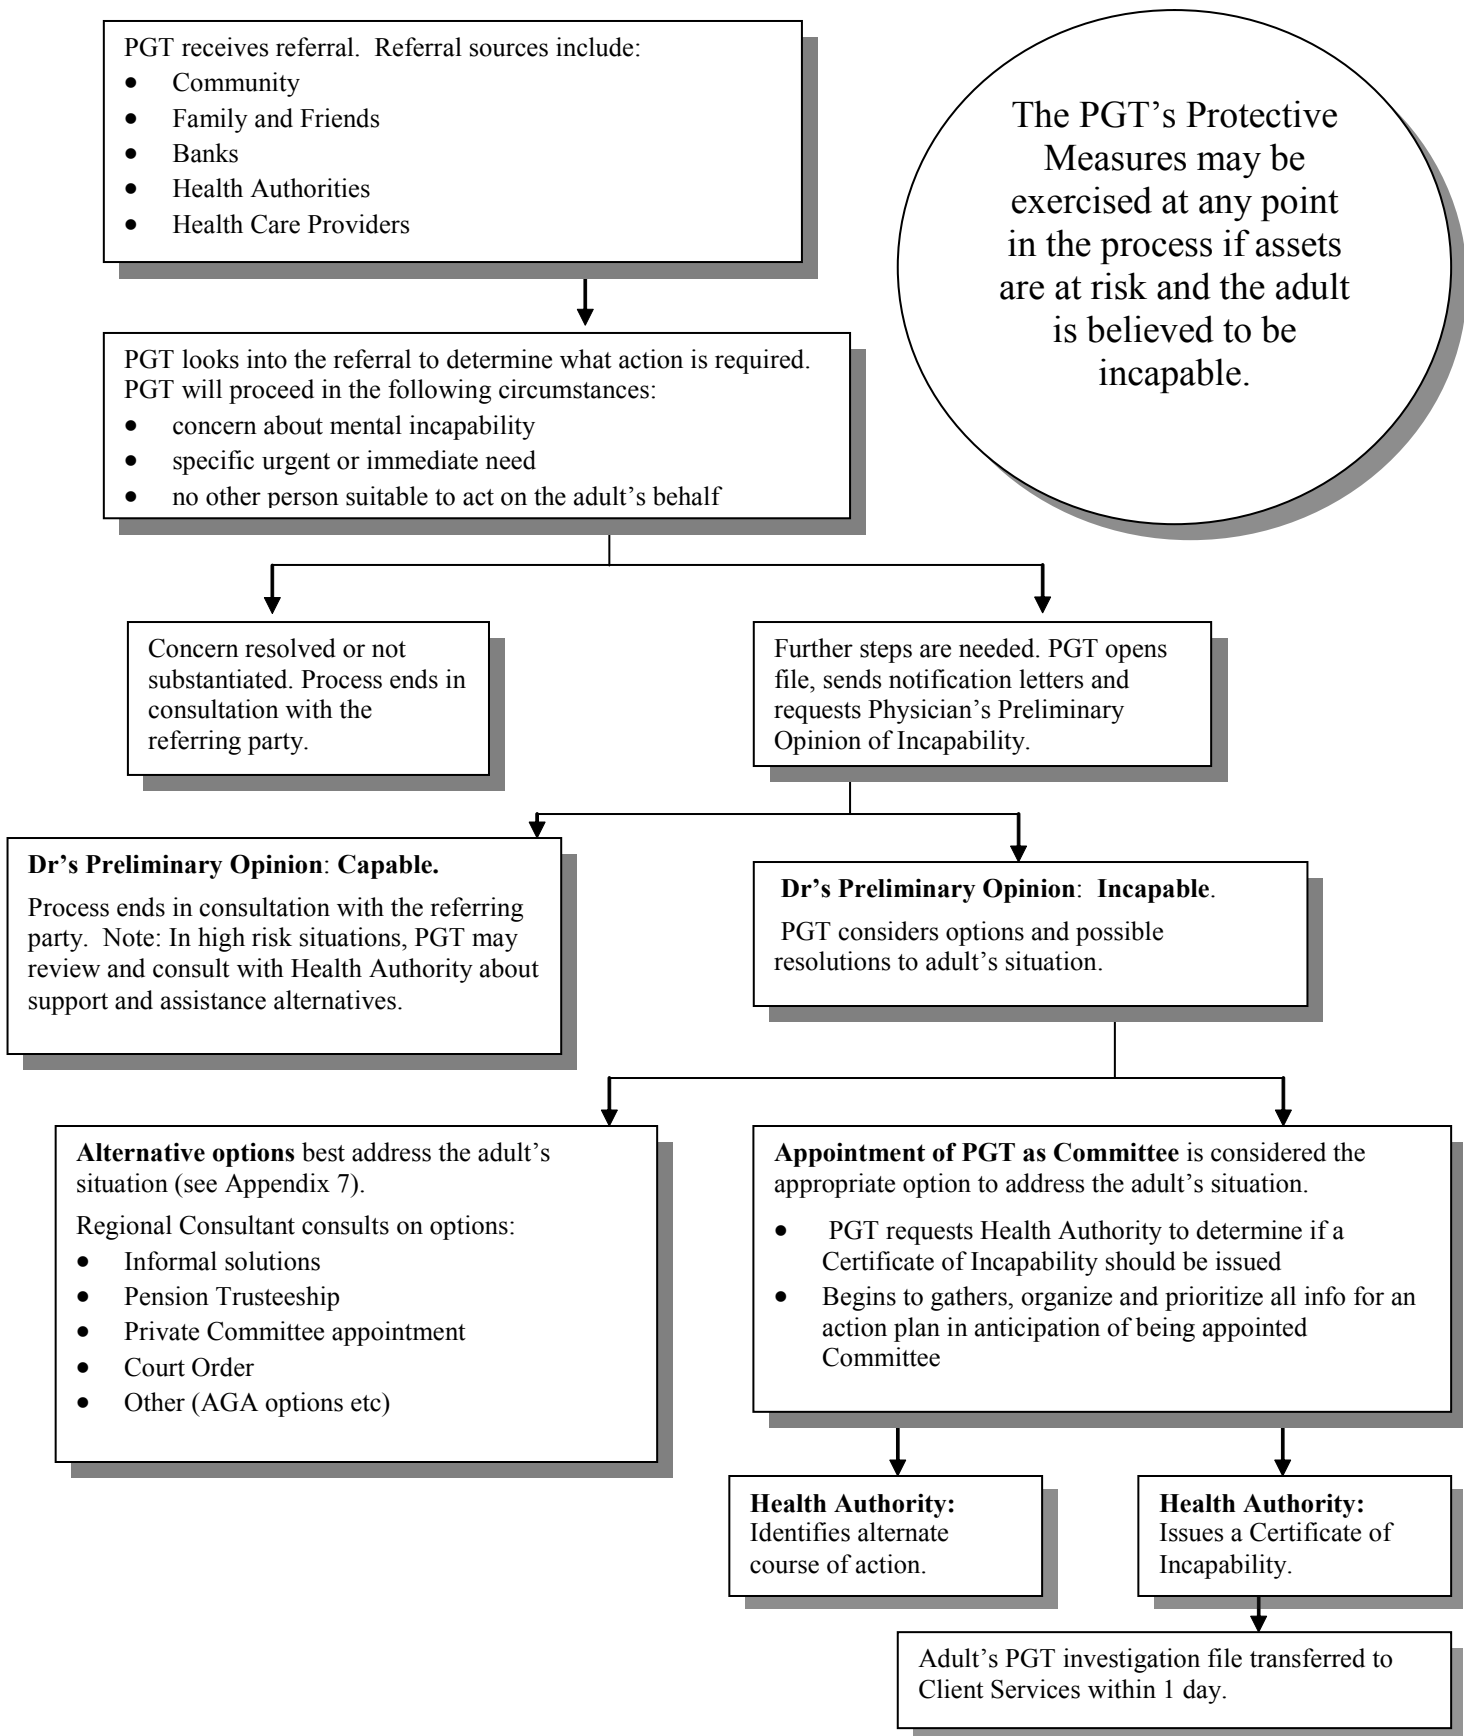 PGT receives referral.  Referral sources include:
• Community
• Family and Friends
• Banks
• Health Authorities
• Health Care Providers
The PGT’s Protective
Measures may be
exercised at any point
in the process if assets
are at risk and the adult
is believed to be
incapable.
PGT looks into the referral to determine what action is required.
PGT will proceed in the following circumstances:
• concern about mental incapability
• specific urgent or immediate need
• no other person suitable to act on the adult’s behalf
Concern resolved or not
substantiated. Process ends in
consultation with the
referring party.
Further steps are needed. PGT opens
file, sends notification letters and
requests Physician’s Preliminary
Opinion of Incapability.
Dr’s Preliminary Opinion: Capable.
Process ends in consultation with the referring
party.  Note: In high risk situations, PGT may
review and consult with Health Authority about
support and assistance alternatives.
Dr’s Preliminary Opinion:  Incapable.
PGT considers options and possible
resolutions to adult’s situation.
Alternative options best address the adult’s
situation (see Appendix 7).
Regional Consultant consults on options:
• Informal solutions
• Pension Trusteeship
• Private Committee appointment
• Court Order
• Other (AGA options etc)
Appointment of PGT as Committee is considered the
appropriate option to address the adult’s situation.
• PGT requests Health Authority to determine if a
Certificate of Incapability should be issued
• Begins to gathers, organize and prioritize all info for an
action plan in anticipation of being appointed
Committee
Health Authority:
Identifies alternate
course of action.
Health Authority:
Issues a Certificate of
Incapability.
Adult’s PGT investigation file transferred to
Client Services within 1 day.